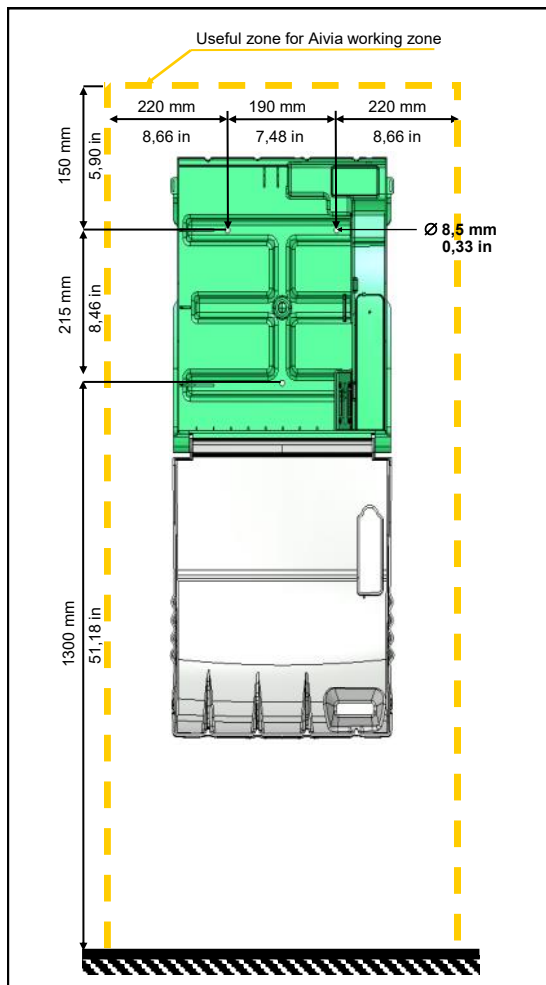 Useful zone for Aivia working zone
220 mm
8,66 in
190 mm
7,48 in
220 mm
8,66 in
150 mm
5,90 in
Ø 8,5 mm
0,33 in
215 mm
8,46 in
1300 mm
51,18 in